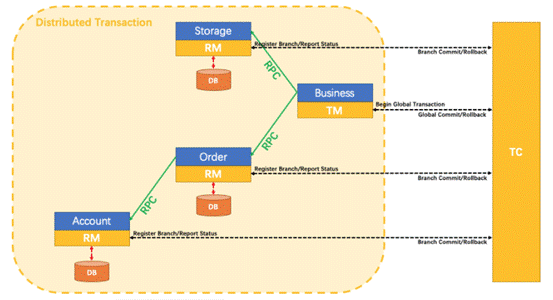 Distributed Transaction
Storage
RM
DB
Register Branch/Report Status
Branch Commit/Rollback
RPC
Business
TM
Begin Global Transaction
Global Commit/Rollback
TC
RPC
Order
RM
DB
Register Branch/Report Status
Branch Commit/Rollback
RPC
Account
RM
DB
Register Branch/Report Status
Branch Commit/Rollback